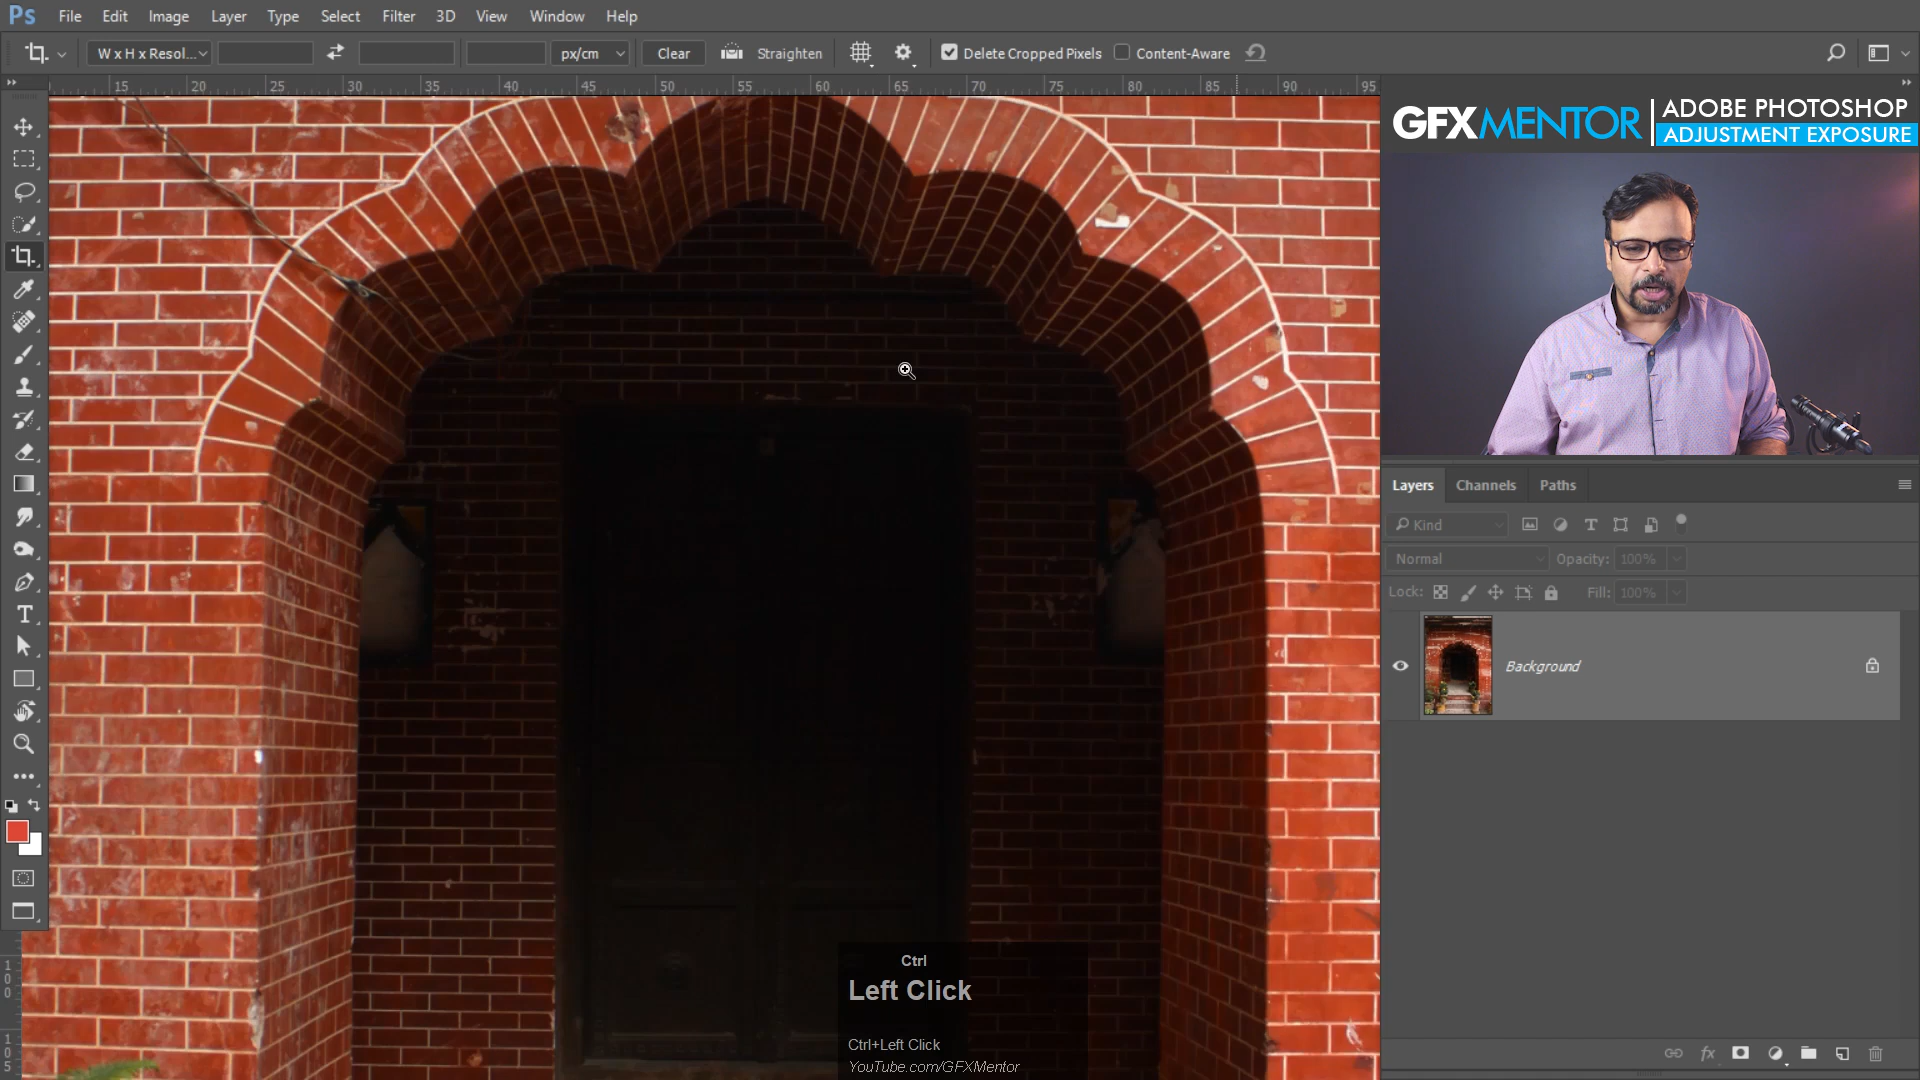 Ps File Edit Image Layer Type Select Filter 3D View Window Help
W x H x Resol... px/cm Clear Straighten Delete Cropped Pixels Content-Aware
15 20 25 30 35 40 45 50 55 60 65 70 75 80 85 90 95
GFXMENTOR ADOBE PHOTOSHOP
ADJUSTMENT EXPOSURE
Layers Channels Paths
Kind
Normal Opacity: 100%
Lock: Fill: 100%
Background
fx
100
105
Ctrl
Left Click
Ctrl+Left Click
YouTube.com/GFXMentor